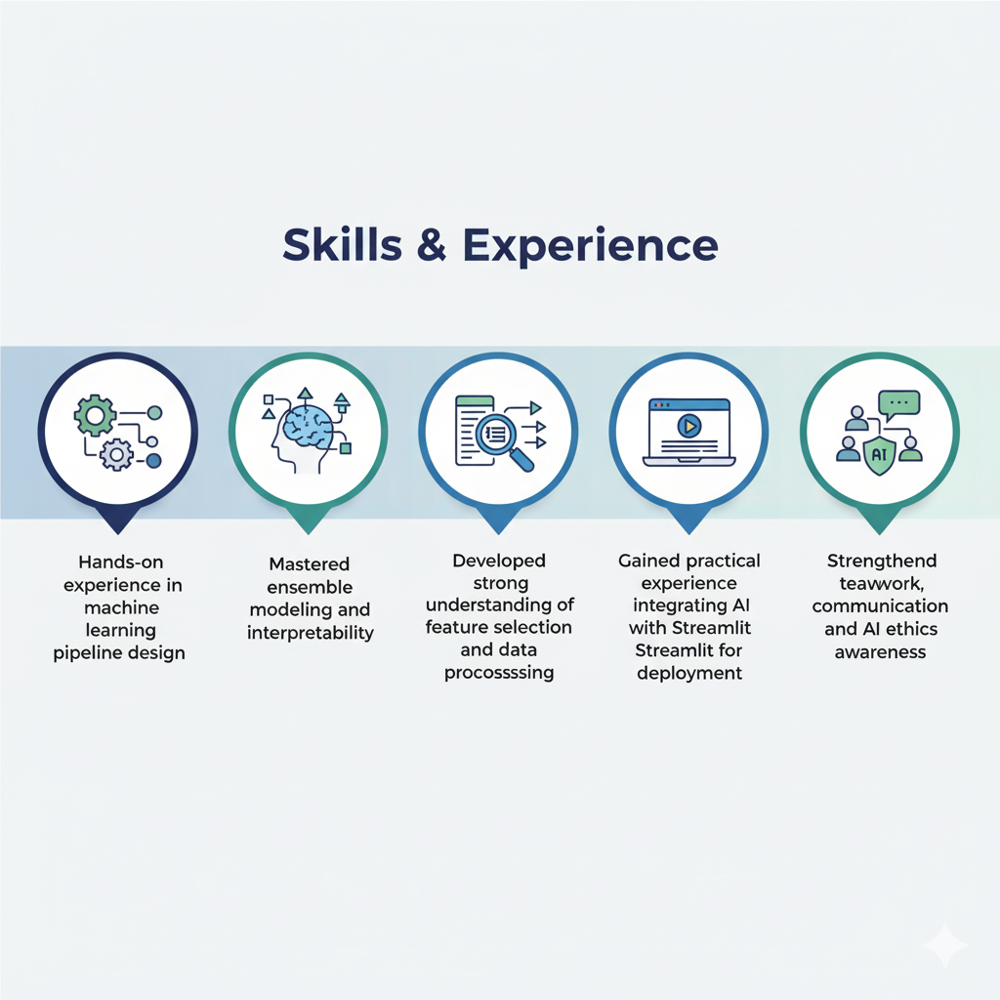 Skills & Experience
Hands-on
experience in
machine
learning
pipeline design
Mastered
ensemble
modeling and
interpretability
Developed
strong
understanding of
feature selection
and data
procosssing
Gained practical
experience
integrating AI
with Streamlit
Streamlit for
deployment
AI
Strengthend
teawwork,
communication
and AI ethics
awareness